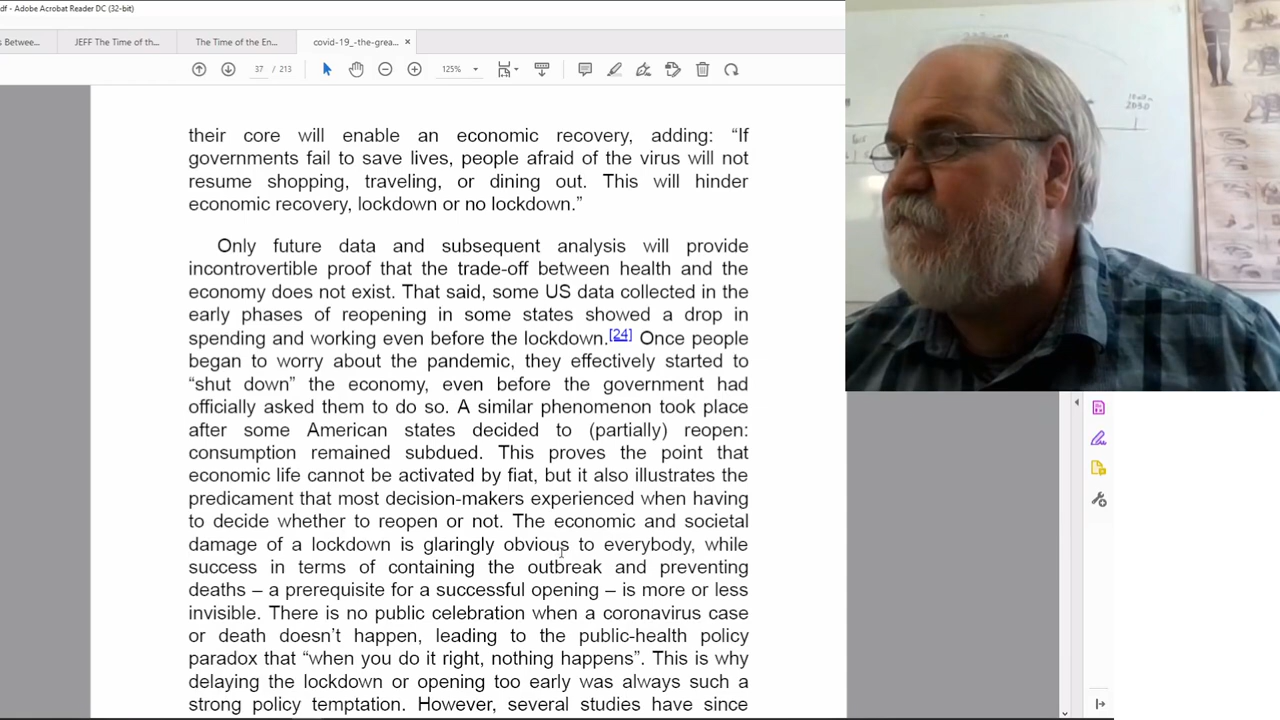 df - Adobe Acrobat Reader DC (32-bit)
s Betwee... JEFF The Time of th... The Time of the En... covid-19_-the-grea... ×
37 / 213 125%
their core will enable an economic recovery, adding: “If
governments fail to save lives, people afraid of the virus will not
resume shopping, traveling, or dining out. This will hinder
economic recovery, lockdown or no lockdown.”
Only future data and subsequent analysis will provide
incontrovertible proof that the trade-off between health and the
economy does not exist. That said, some US data collected in the
early phases of reopening in some states showed a drop in
spending and working even before the lockdown.[24] Once people
began to worry about the pandemic, they effectively started to
“shut down” the economy, even before the government had
officially asked them to do so. A similar phenomenon took place
after some American states decided to (partially) reopen:
consumption remained subdued. This proves the point that
economic life cannot be activated by fiat, but it also illustrates the
predicament that most decision-makers experienced when having
to decide whether to reopen or not. The economic and societal
damage of a lockdown is glaringly obvious to everybody, while
success in terms of containing the outbreak and preventing
deaths – a prerequisite for a successful opening – is more or less
invisible. There is no public celebration when a coronavirus case
or death doesn’t happen, leading to the public-health policy
paradox that “when you do it right, nothing happens”. This is why
delaying the lockdown or opening too early was always such a
strong policy temptation. However, several studies have since
2030